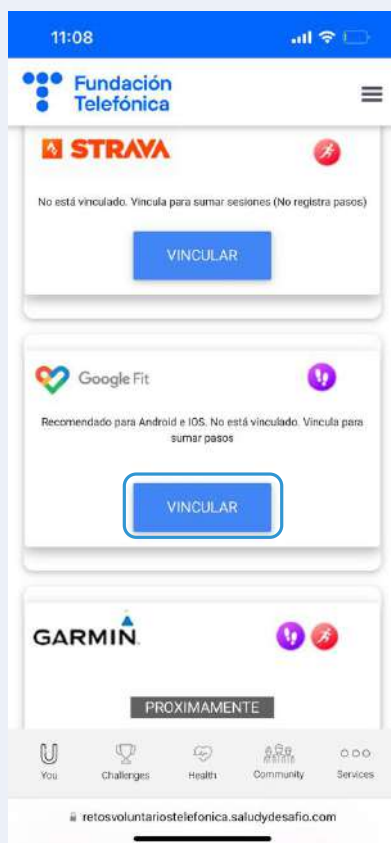 11:08
Fundación
Telefónica
STRAVA
No está vinculado. Vincula para sumar sesiones (No registra pasos)
VINCULAR
Google Fit
Recomendado para Android e IOS. No está vinculado. Vincula para
sumar pasos
VINCULAR
GARMIN.
PROXIMAMENTE
You Challenges Health Community Services
retosvoluntariostelefonica.saludydesafio.com